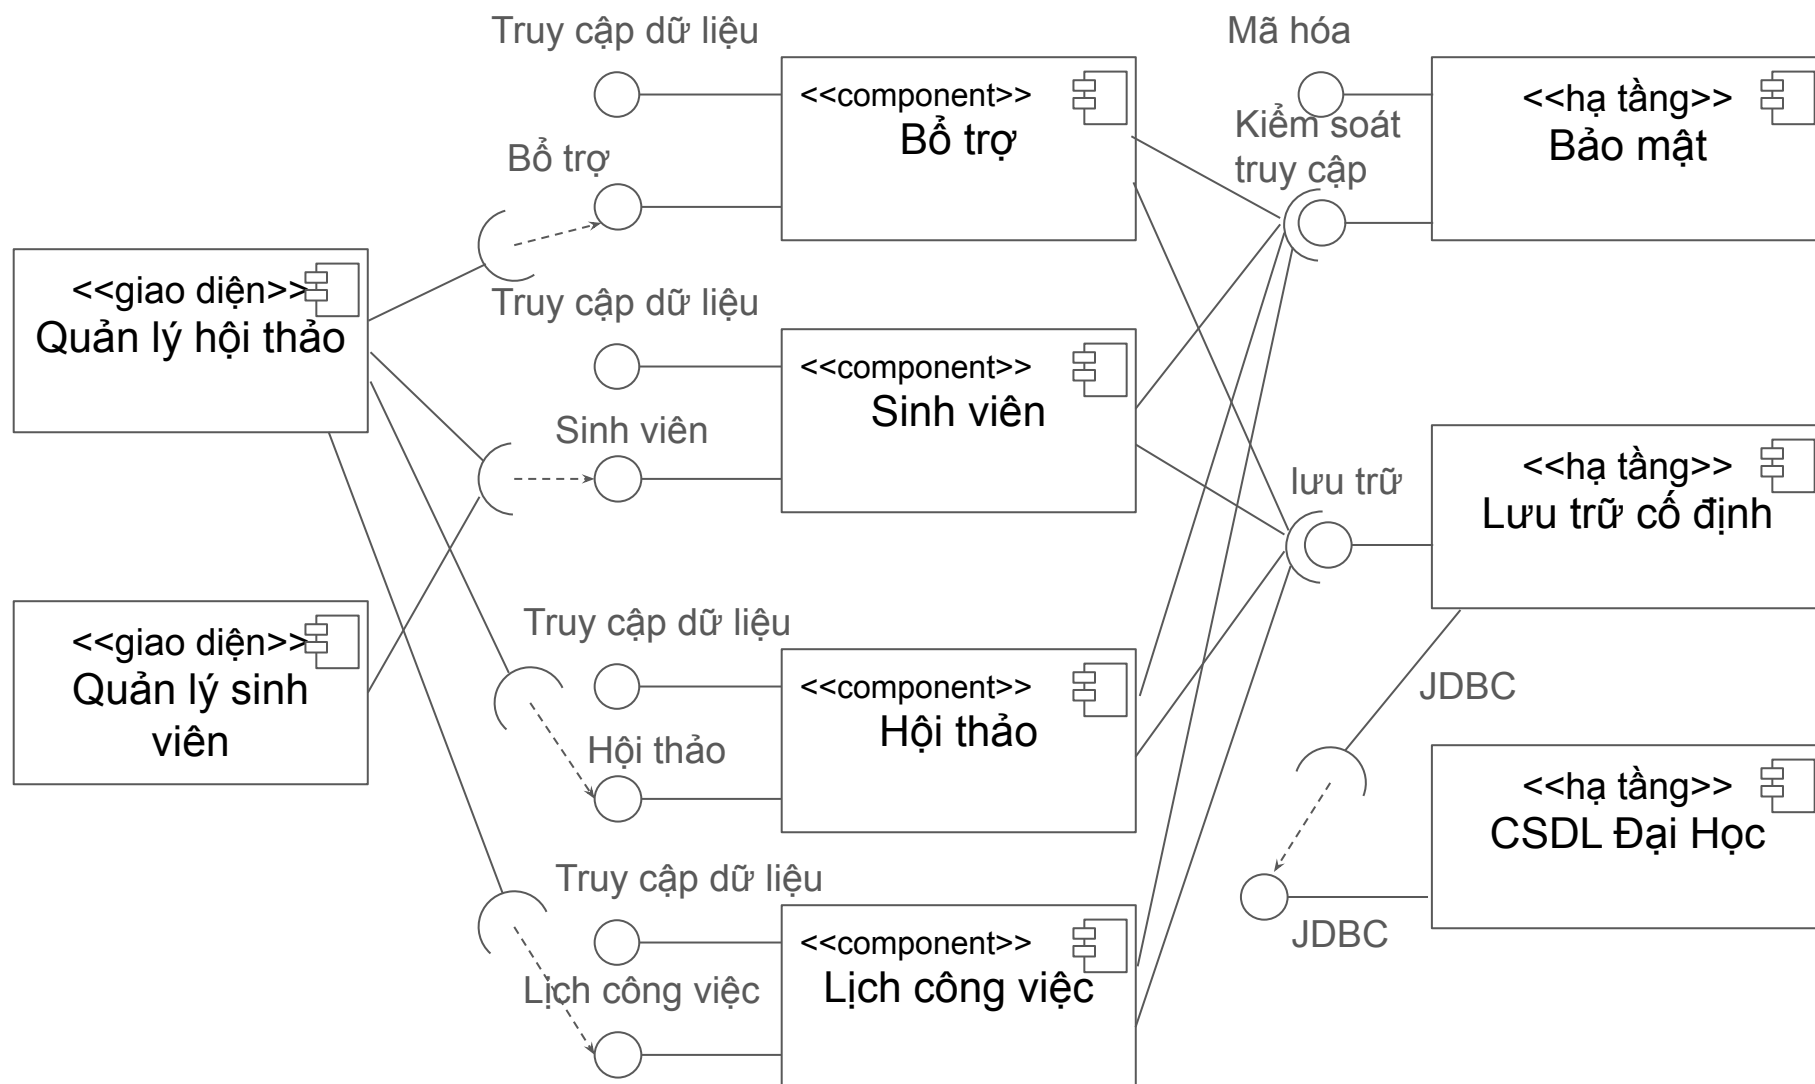 Truy cập dữ liệu
Mã hóa
<<component>>
Bổ trợ
<<hạ tầng>>
Bảo mật
Kiểm soát
truy cập
Bổ trợ
<<giao diện>>
Quản lý hội thảo
Truy cập dữ liệu
<<component>>
Sinh viên
Sinh viên
lưu trữ
<<hạ tầng>>
Lưu trữ cố định
<<giao diện>>
Quản lý sinh
viên
Truy cập dữ liệu
<<component>>
Hội thảo
Hội thảo
JDBC
<<hạ tầng>>
CSDL Đại Học
JDBC
Truy cập dữ liệu
<<component>>
Lịch công việc
Lịch công việc